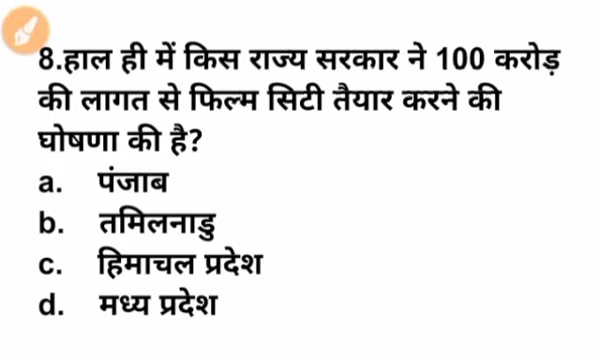 8.हाल ही में किस राज्य सरकार ने 100 करोड़
की लागत से फिल्म सिटी तैयार करने की
घोषणा की है?
a. पंजाब
b. तमिलनाडु
c. हिमाचल प्रदेश
d. मध्य प्रदेश